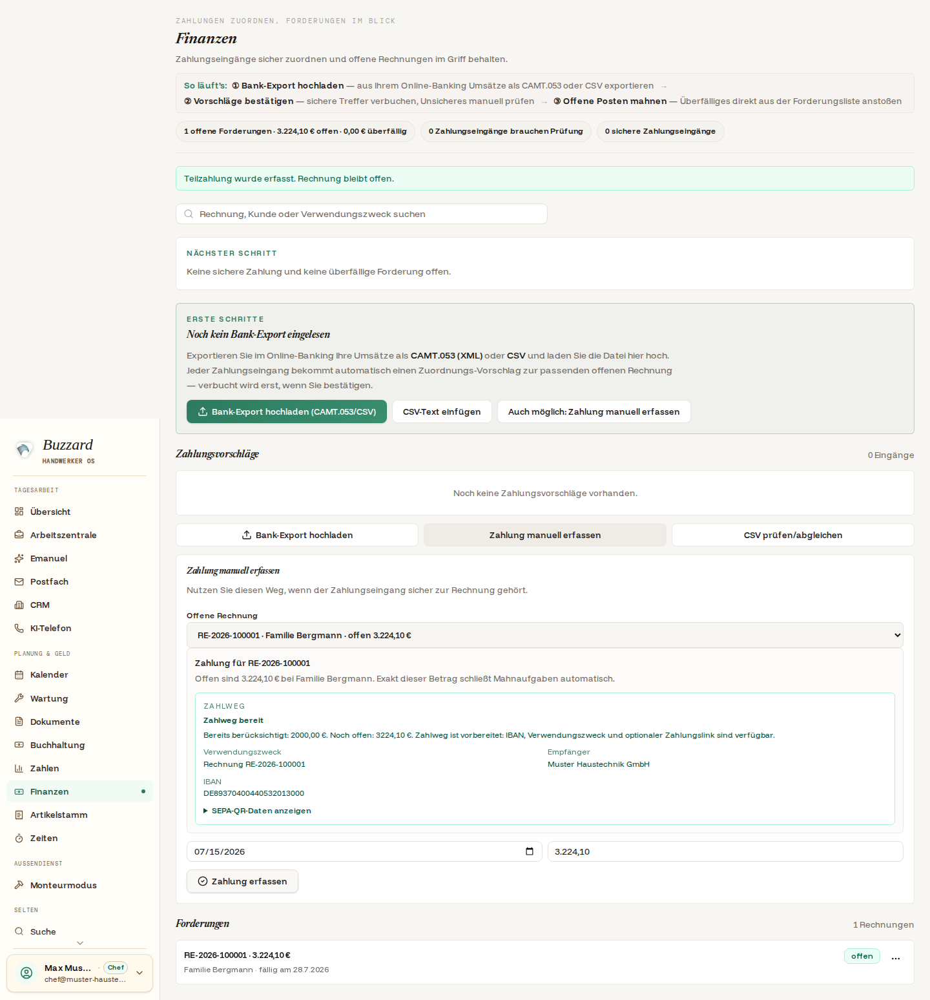 ZAHLUNGEN ZUORDNEN, FORDERUNGEN IM BLICK
Finanzen
Zahlungseingänge sicher zuordnen und offene Rechnungen im Griff behalten.
So läuft's: ① Bank-Export hochladen — aus Ihrem Online-Banking Umsätze als CAMT.053 oder CSV exportieren →
② Vorschläge bestätigen — sichere Treffer verbuchen, Unsicheres manuell prüfen → ③ Offene Posten mahnen — Überfälliges direkt aus der Forderungsliste anstoßen
1 offene Forderungen · 3.224,10 € offen · 0,00 € überfällig
0 Zahlungseingänge brauchen Prüfung
0 sichere Zahlungseingänge
Teilzahlung wurde erfasst. Rechnung bleibt offen.
Rechnung, Kunde oder Verwendungszweck suchen
NÄCHSTER SCHRITT
Keine sichere Zahlung und keine überfällige Forderung offen.
ERSTE SCHRITTE
Noch kein Bank-Export eingelesen
Exportieren Sie im Online-Banking Ihre Umsätze als CAMT.053 (XML) oder CSV und laden Sie die Datei hier hoch.
Jeder Zahlungseingang bekommt automatisch einen Zuordnungs-Vorschlag zur passenden offenen Rechnung
— verbucht wird erst, wenn Sie bestätigen.
Bank-Export hochladen (CAMT.053/CSV)
CSV-Text einfügen
Auch möglich: Zahlung manuell erfassen
Zahlungsvorschläge
0 Eingänge
Noch keine Zahlungsvorschläge vorhanden.
Bank-Export hochladen
Zahlung manuell erfassen
CSV prüfen/abgleichen
Zahlung manuell erfassen
Nutzen Sie diesen Weg, wenn der Zahlungseingang sicher zur Rechnung gehört.
Offene Rechnung
RE-2026-100001 · Familie Bergmann · offen 3.224,10 €
Zahlung für RE-2026-100001
Offen sind 3.224,10 € bei Familie Bergmann. Exakt dieser Betrag schließt Mahnaufgaben automatisch.
ZAHLWEG
Zahlweg bereit
Bereits berücksichtigt: 2000,00 €. Noch offen: 3224,10 €. Zahlweg ist vorbereitet: IBAN, Verwendungszweck und optionaler Zahlungslink sind verfügbar.
Verwendungszweck
Rechnung RE-2026-100001
Empfänger
Muster Haustechnik GmbH
IBAN
DE89370400440532013000
SEPA-QR-Daten anzeigen
07/15/2026
3.224,10
Zahlung erfassen
Forderungen
1 Rechnungen
RE-2026-100001 · 3.224,10 €
Familie Bergmann · fällig am 28.7.2026
offen
Buzzard
HANDWERKER OS
TAGESARBEIT
Übersicht
Arbeitszentrale
Emanuel
Postfach
CRM
KI-Telefon
PLANUNG & GELD
Kalender
Wartung
Dokumente
Buchhaltung
Zahlen
Finanzen
Artikelstamm
Zeiten
AUSSENDIENST
Monteurmodus
SELTEN
Suche
Max Mus... · Chef
chef@muster-hauste...